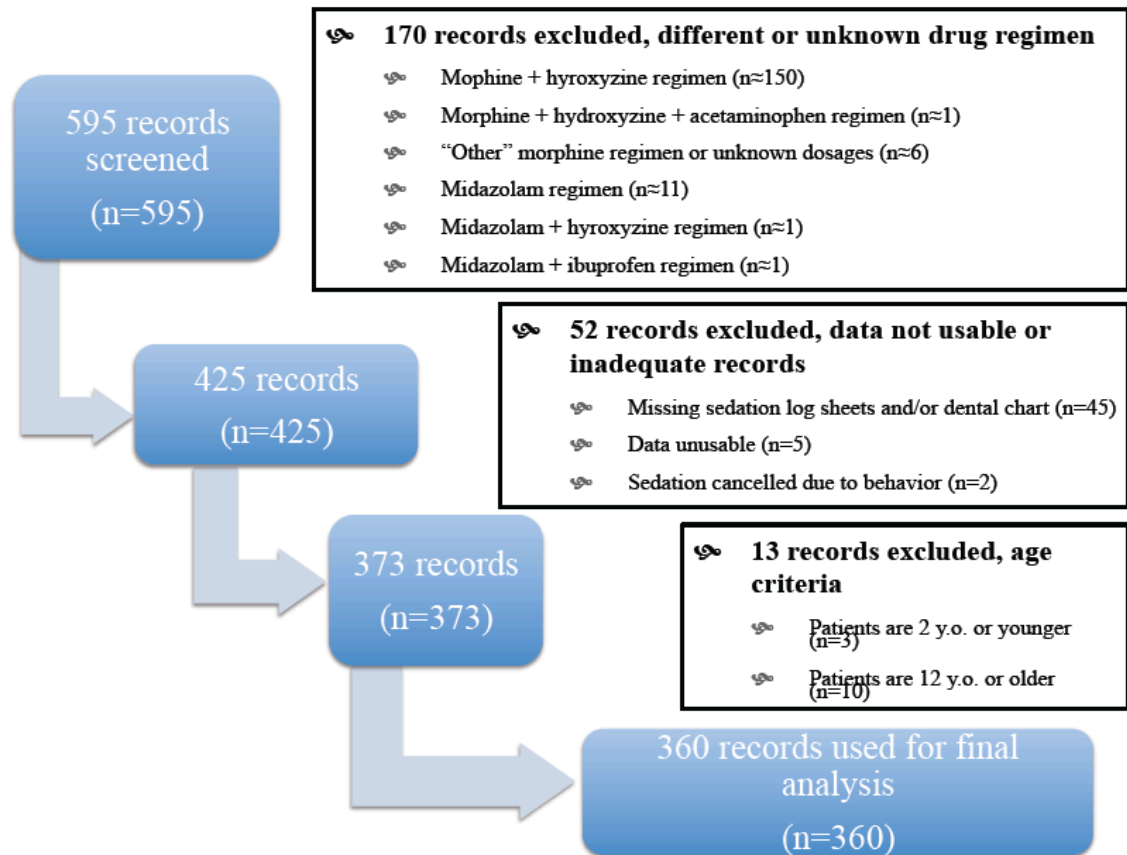 170 records excluded, different or unknown drug regimen
Mophine + hyroxyzine regimen (n≈150)
Morphine + hydroxyzine + acetaminophen regimen (n≈1)
“Other” morphine regimen or unknown dosages (n≈6)
Midazolam regimen (n≈11)
Midazolam + hyroxyzine regimen (n≈1)
Midazolam + ibuprofen regimen (n≈1)
595 records
screened
(n=595)
52 records excluded, data not usable or
inadequate records
Missing sedation log sheets and/or dental chart (n=45)
Data unusable (n=5)
Sedation cancelled due to behavior (n=2)
425 records
(n=425)
13 records excluded, age
criteria
Patients are 2 y.o. or younger
(n=3)
Patients are 12 y.o. or older
(n=10)
373 records
(n=373)
360 records used for final
analysis
(n=360)